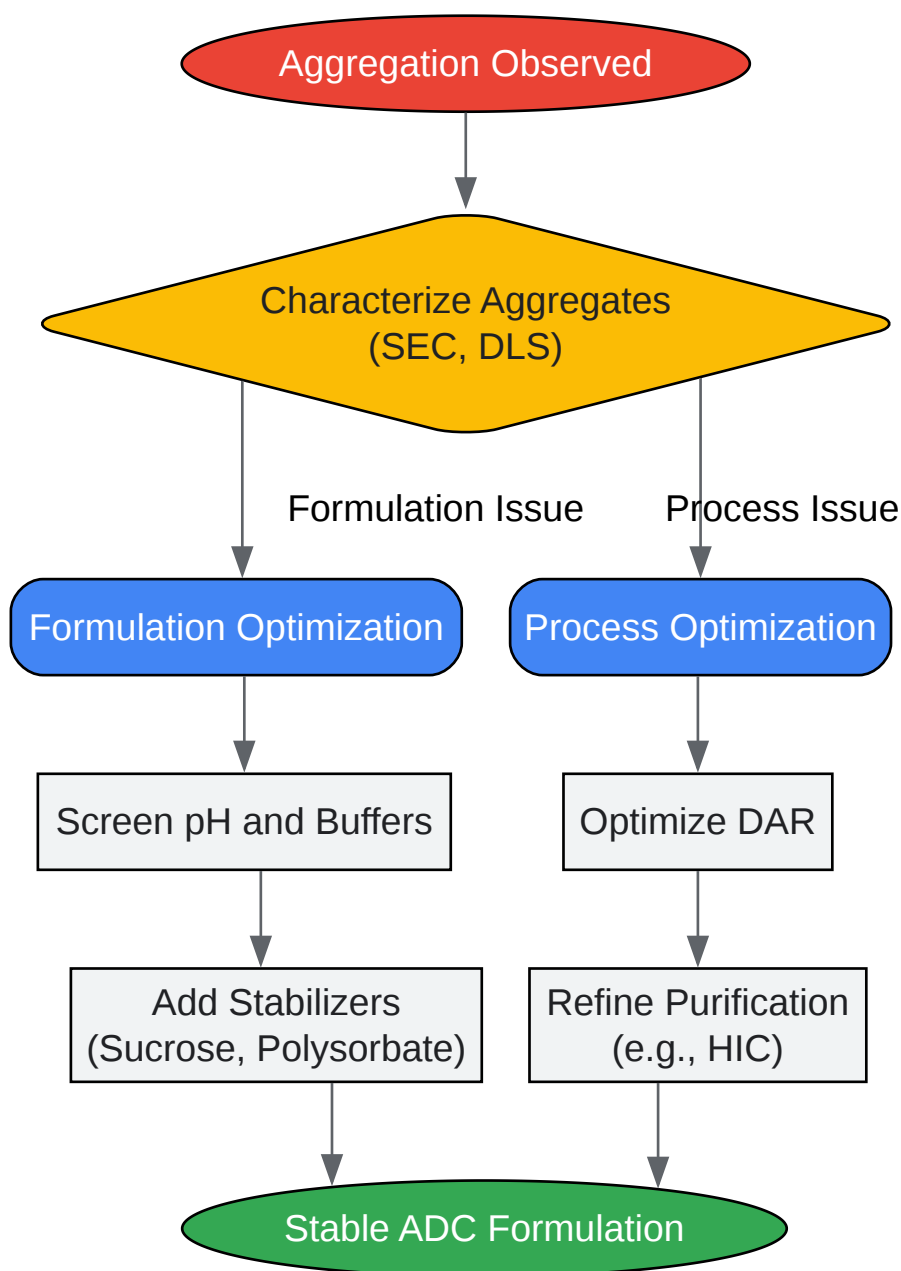 Aggregation Observed
Characterize Aggregates
(SEC, DLS)
Formulation Issue
Process Issue
Formulation Optimization
Process Optimization
Screen pH and Buffers
Optimize DAR
Add Stabilizers
(Sucrose, Polysorbate)
Refine Purification
(e.g., HIC)
Stable ADC Formulation